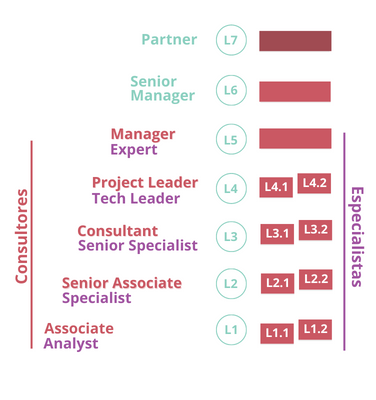 Partner
L7
Senior
Manager
L6
Manager
Expert
L5
Project Leader
Tech Leader
L4
L4.1
L4.2
Consultant
Senior Specialist
L3
L3.1
L3.2
Senior Associate
Specialist
L2
L2.1
L2.2
Associate
Analyst
L1
L1.1
L1.2
Consultores
Especialistas